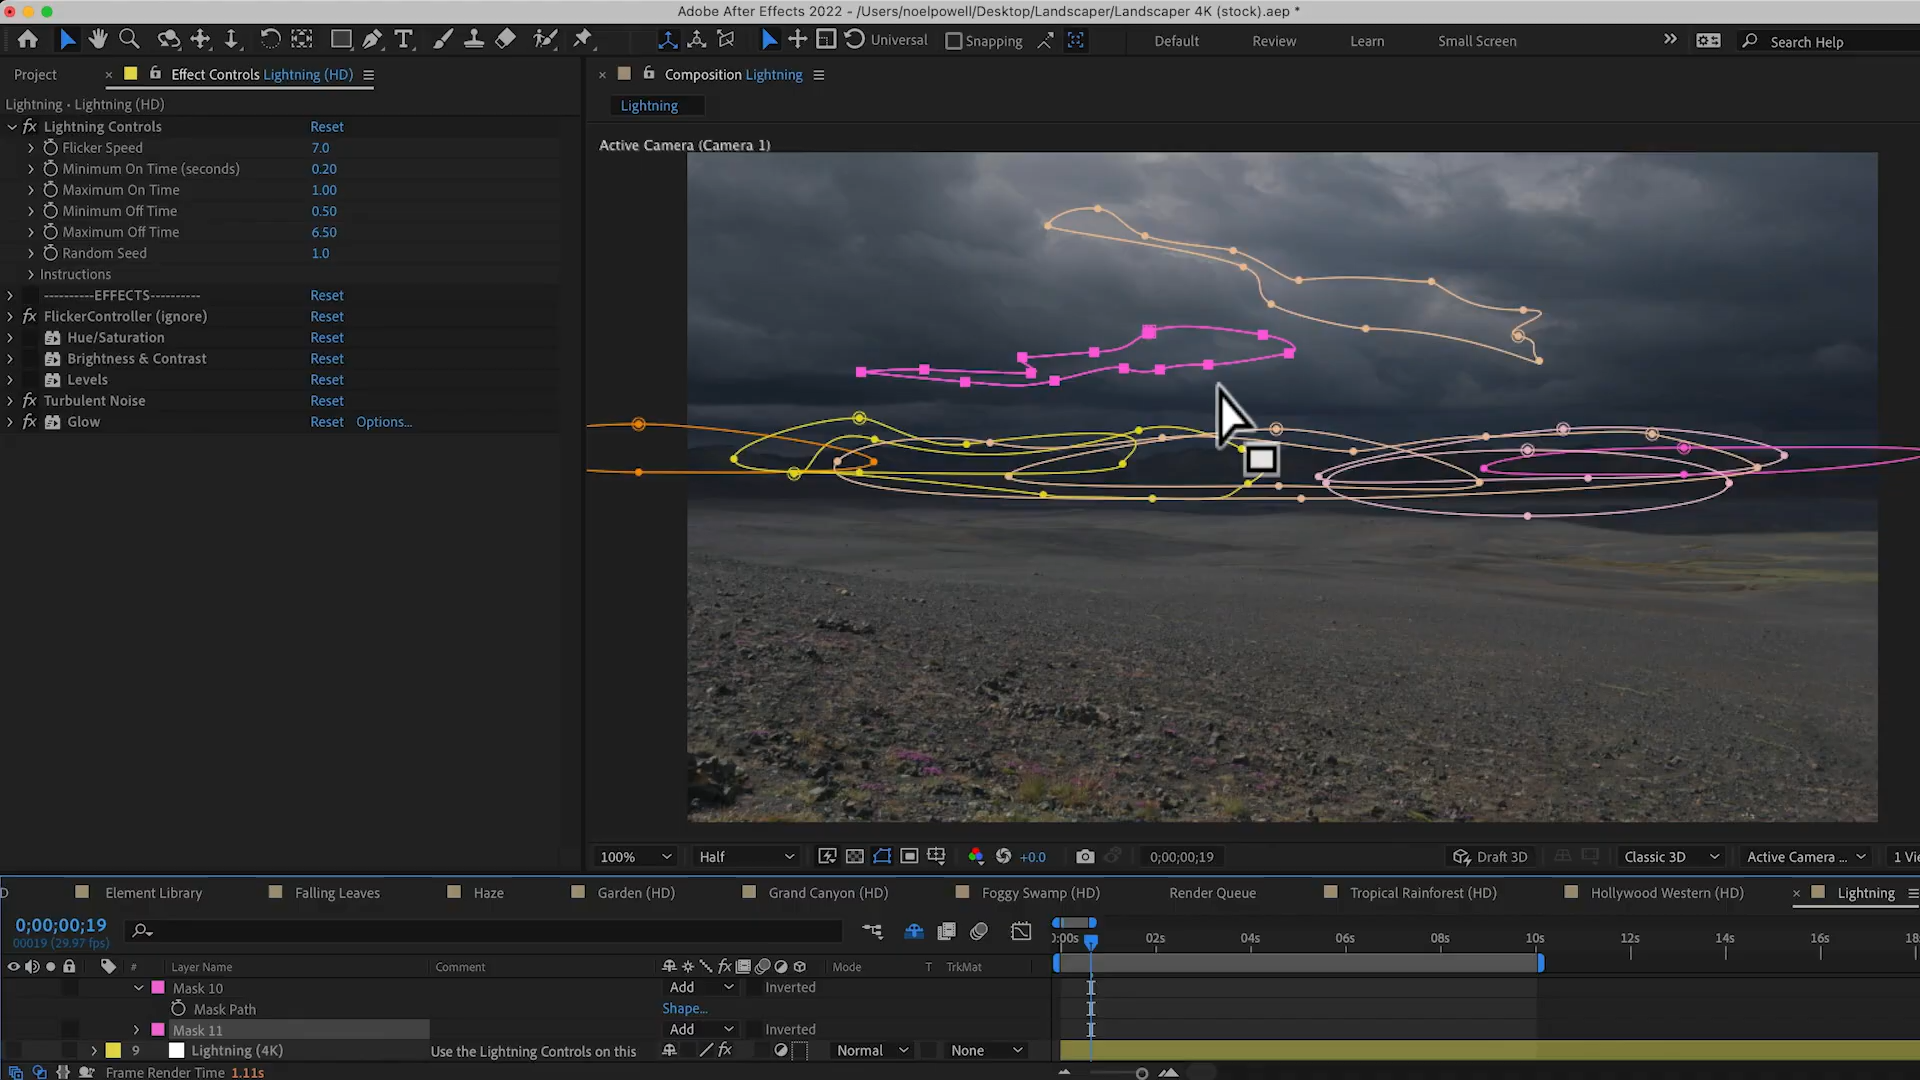 Adobe After Effects 2022 - /Users/noelpowell/Desktop/Landscaper/Landscaper 4K (stock).aep *
Universal
Snapping
Default
Review
Learn
Small Screen
Search Help
Project
Effect Controls Lightning (HD)
Composition Lightning
Lightning • Lightning (HD)
Lightning
Lightning Controls Reset
Active Camera (Camera 1)
Flicker Speed 7.0
Minimum On Time (seconds) 0.20
Maximum On Time 1.00
Minimum Off Time 0.50
Maximum Off Time 6.50
Random Seed 1.0
Instructions
----------EFFECTS---------- Reset
FlickerController (ignore) Reset
Hue/Saturation Reset
Brightness & Contrast Reset
Levels Reset
Turbulent Noise Reset
Glow Reset Options...
100% Half +0.0 0;00;00;19 Draft 3D Classic 3D Active Camera ... 1 Vie
D Element Library Falling Leaves Haze Garden (HD) Grand Canyon (HD) Foggy Swamp (HD) Render Queue Tropical Rainforest (HD) Hollywood Western (HD) Lightning
0;00;00;19
00019 (29.97 fps)
):00s 02s 04s 06s 08s 10s 12s 14s 16s 18
# Layer Name Comment Mode T TrkMat
Mask 10 Add Inverted
Mask Path Shape...
Mask 11 Add Inverted
9 Lightning (4K) Use the Lightning Controls on this Normal None
Frame Render Time 1.11s